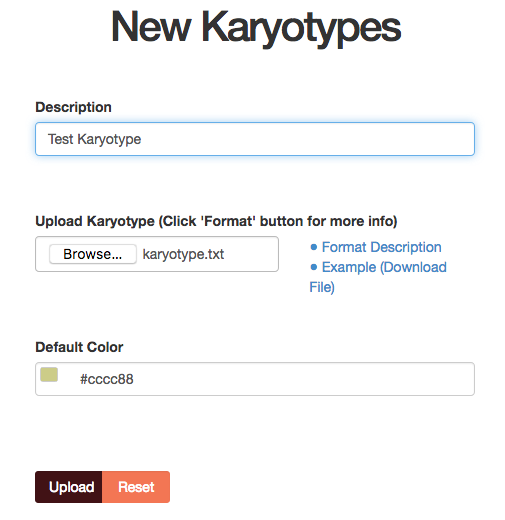 New Karyotypes
Description
Test Karyotype
Upload Karyotype (Click 'Format' button for more info)
Browse... karyotype.txt
• Format Description
• Example (Download
File)
Default Color
#cccc88
Upload Reset